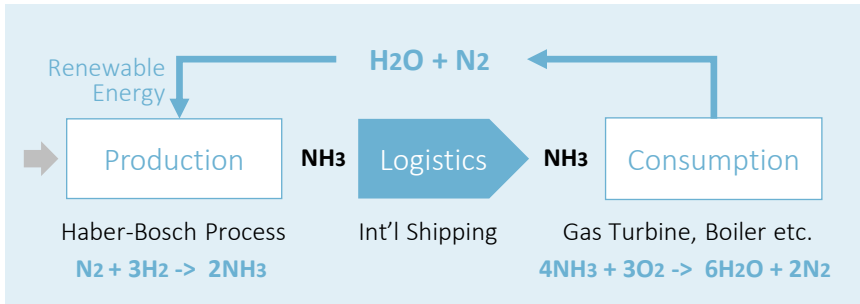 H2O + N2
Renewable
Energy
Production
NH3
Logistics
NH3
Consumption
Haber-Bosch Process
Int'l Shipping
Gas Turbine, Boiler etc.
N2 + 3H2 -> 2NH3
4NH3 + 3O2 -> 6H2O + 2N2